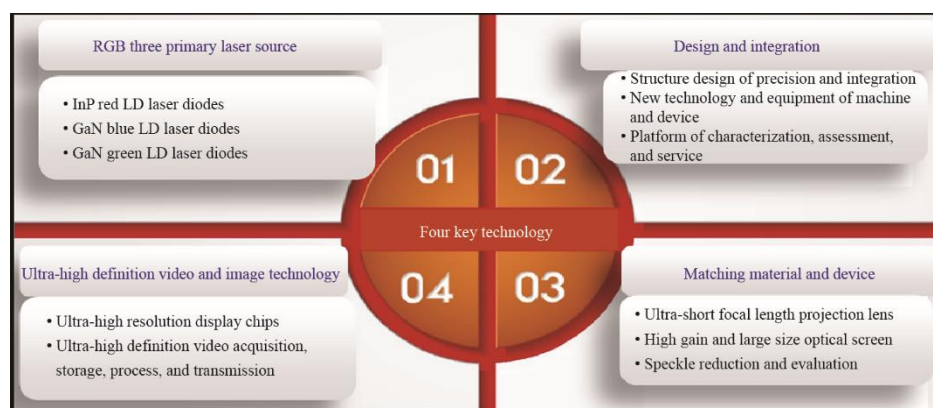 RGB three primary laser source
• InP red LD laser diodes
• GaN blue LD laser diodes
• GaN green LD laser diodes
Design and integration
• Structure design of precision and integration
• New technology and equipment of machine
and device
• Platform of characterization, assessment,
and service
01
02
Four key technology
04
03
Ultra-high definition video and image technology
• Ultra-high resolution display chips
• Ultra-high definition video acquisition,
storage, process, and transmission
Matching material and device
• Ultra-short focal length projection lens
• High gain and large size optical screen
• Speckle reduction and evaluation